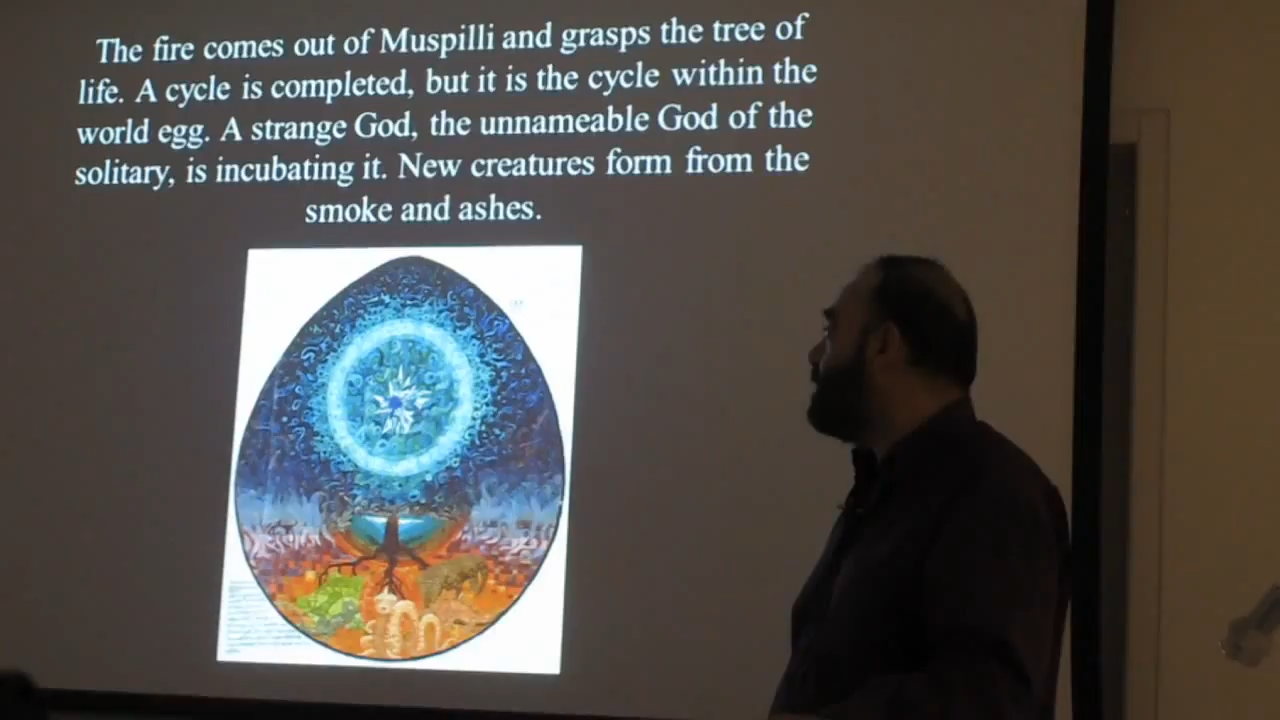 The fire comes out of Muspilli and grasps the tree of
life. A cycle is completed, but it is the cycle within the
world egg. A strange God, the unnameable God of the
solitary, is incubating it. New creatures form from the
smoke and ashes.